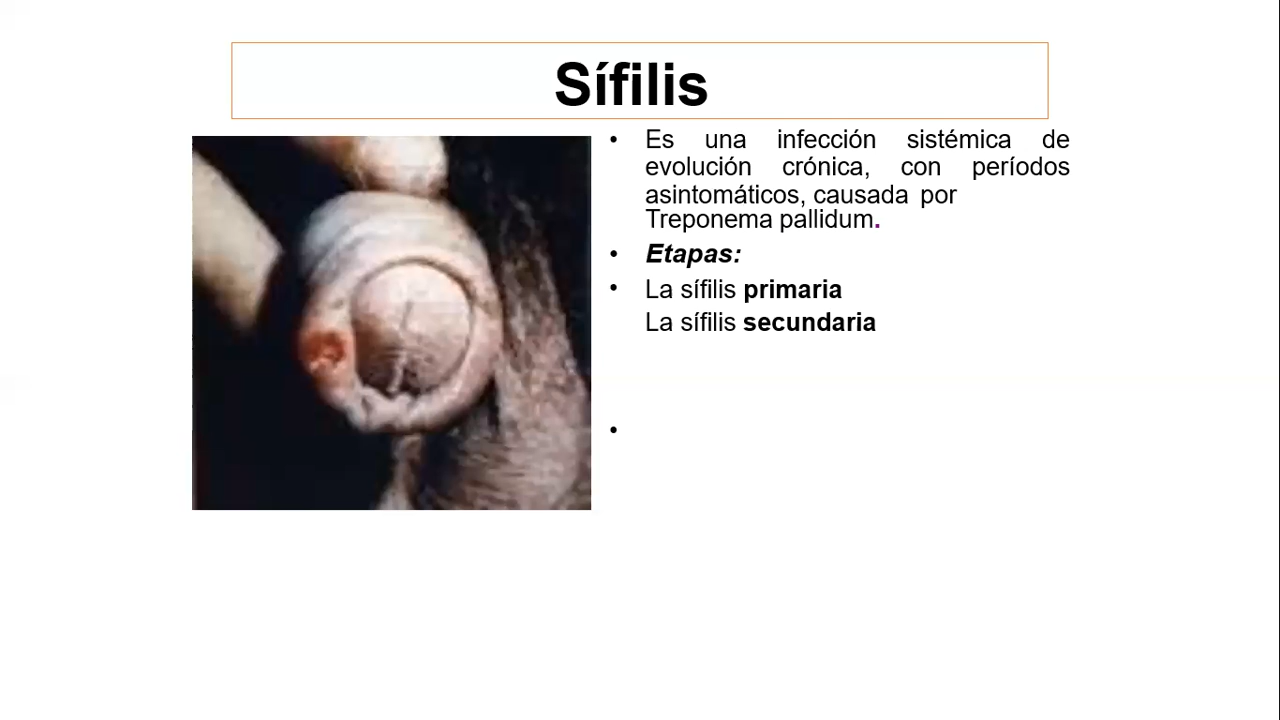 Sífilis
• Es una infección sistémica de
evolución crónica, con períodos
asintomáticos, causada por
Treponema pallidum.
• Etapas:
• La sífilis primaria
La sífilis secundaria
•